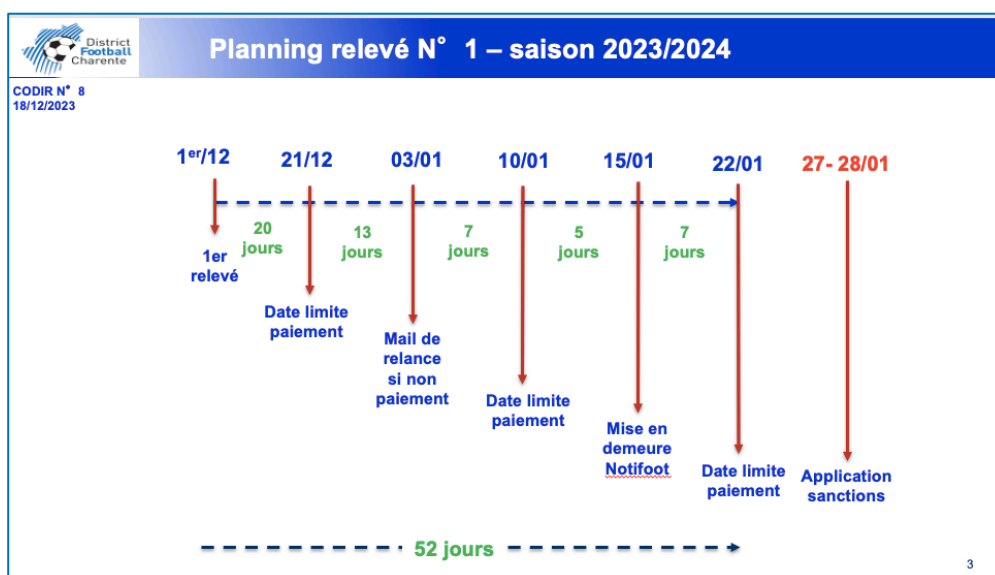 District
Football
Charente
Planning relevé N° 1 – saison 2023/2024
CODIR N° 8
18/12/2023
1er/12
21/12
03/01
10/01
15/01
22/01
27- 28/01
20
jours
13
jours
7
jours
5
jours
7
jours
1er
relevé
Date limite
paiement
Mail de
relance
si non
paiement
Date limite
paiement
Mise en
demeure
Notifoot
Date limite
paiement
Application
sanctions
52 jours
3